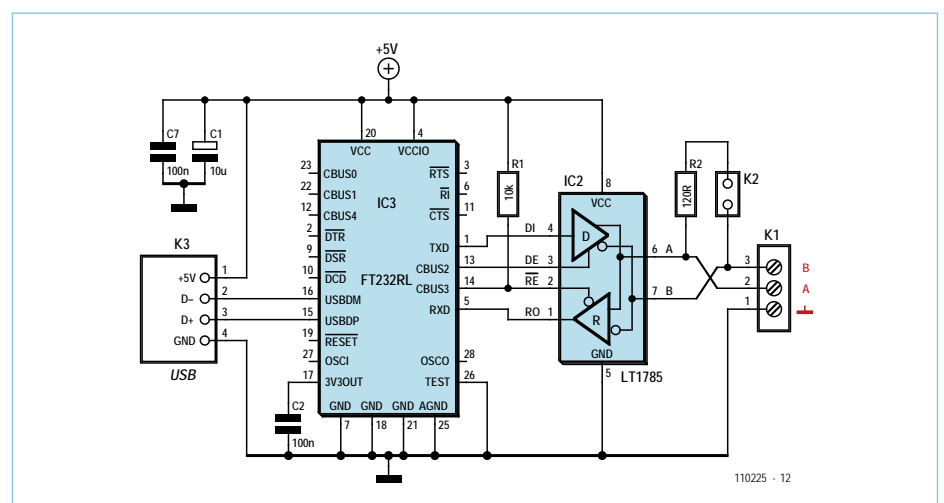 +5V
C7
100n
C1
10u
20
VCC
4
VCCIO
23
CBUS0
22
CBUS1
12
CBUS4
2
DTR
9
DSR
10
DCD
16
USBDM
15
USBDP
19
RESET
27
OSCI
17
3V3OUT
IC3
FT232RL
RTS
3
RI
6
CTS
11
TXD
1
CBUS2
13
CBUS3
14
RXD
5
OSCO
28
TEST
26
GND
7
GND
18
GND
21
AGND
25
C2
100n
K3
+5V
1
D–
2
D+
3
GND
4
USB
R1
10k
IC2
8
VCC
DI
4
D
DE
3
RE
2
RO
1
R
6
A
7
B
GND
5
LT1785
R2
120R
K2
K1
3
B
2
A
1
110225 - 12